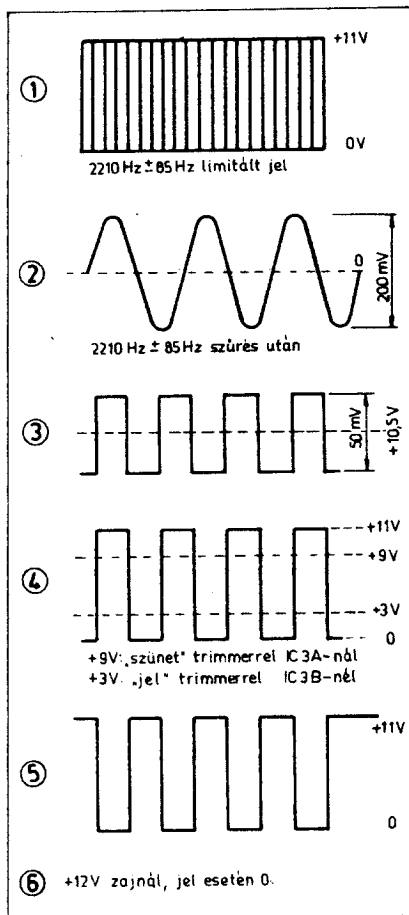 ①
+11V
0V
2210 Hz ± 85 Hz limitált jel
②
0
200 mV
2210 Hz ± 85 Hz szűrés után
③
50 mV
+10,5V
④
+11V
+9V
+3V
0
+9V: „szünet" trimmerrel IC3A-nál
+3V: „jel" trimmerrel IC3B-nél
⑤
+11V
0
⑥ +12V zajnál, jel esetén 0.